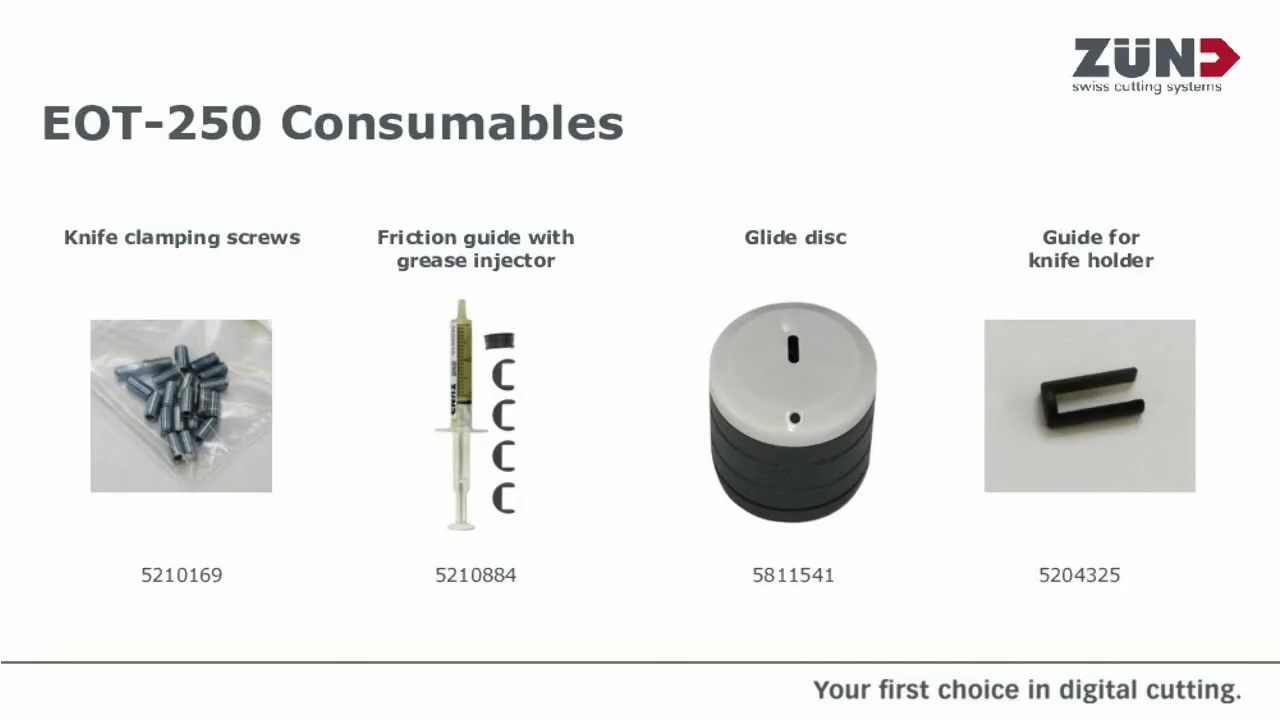 ZÜND
swiss cutting systems
EOT-250 Consumables
Knife clamping screws
Friction guide with
grease injector
Glide disc
Guide for
knife holder
5210169
5210884
5811541
5204325
Your first choice in digital cutting.